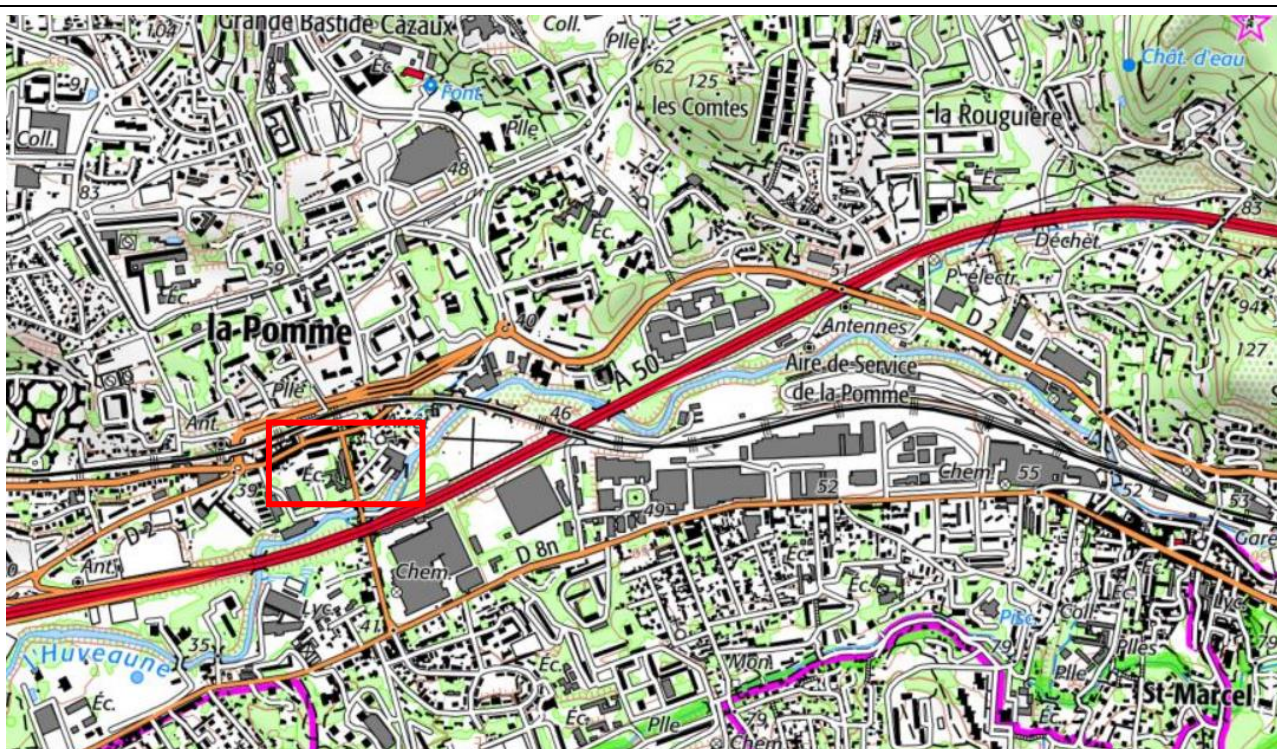 Grande Bastide Cazaux
Coll.
Plle
104
Éc.
62
125
Chât. d'eau
91
Font.
les Comtes
la Rouguière
Coll.
Plle
48
71
Éc.
83
Éc.
83
Déchet.
59
51
P. électr.
Éc.
94
la Pomme
40
Antennes
D 2
127
A 50
Aire de Service
de la Pomme
Plle
Ant.
46
Éc.
Chem.
55
39
52
52
53
49
D 2
D 8n
Gare
Ant.
Chem.
Éc.
Éc.
Éc.
Lyc.
41
Pisc.
Coll.
Lyc.
35
79
79
l'Huveaune
Mon.
Plles
Éc.
Plle
St-Marcel
Éc.
Éc.
Plle
79
Éc.
Chem.